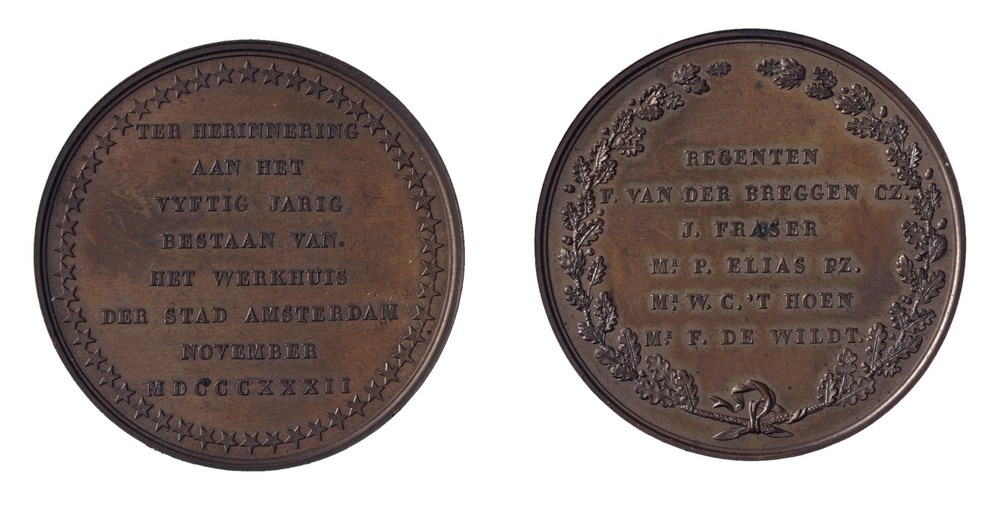 TER HERINNERING
AAN HET
VYFTIG JARIG
BESTAAN VAN.
HET WERKHUIS
DER STAD AMSTERDAM
NOVEMBER
MDCCCXXXII
REGENTEN
F. VAN DER BREGGEN CZ.
J. FRASER
Mr. P. ELIAS PZ.
Mr. W. C. 'T HOEN
Mr. F. DE WILDT.